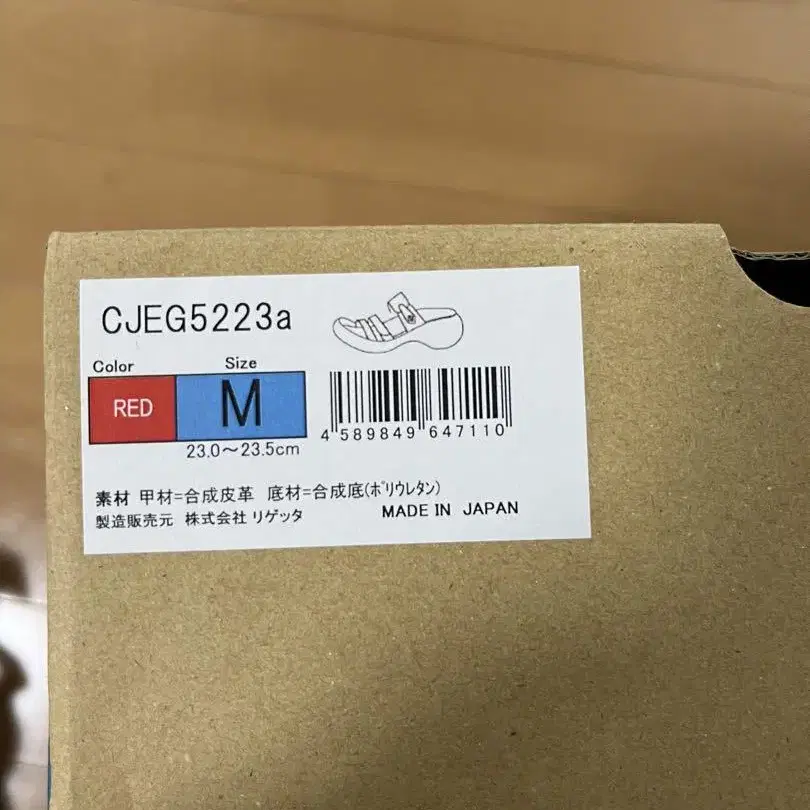 CJEG5223a
Color Size
RED M
23.0～23.5cm
4 589849 647110
素材 甲材=合成皮革 底材=合成底(ﾎﾟﾘｳﾚﾀﾝ)
製造販売元 株式会社 リゲッタ MADE IN JAPAN